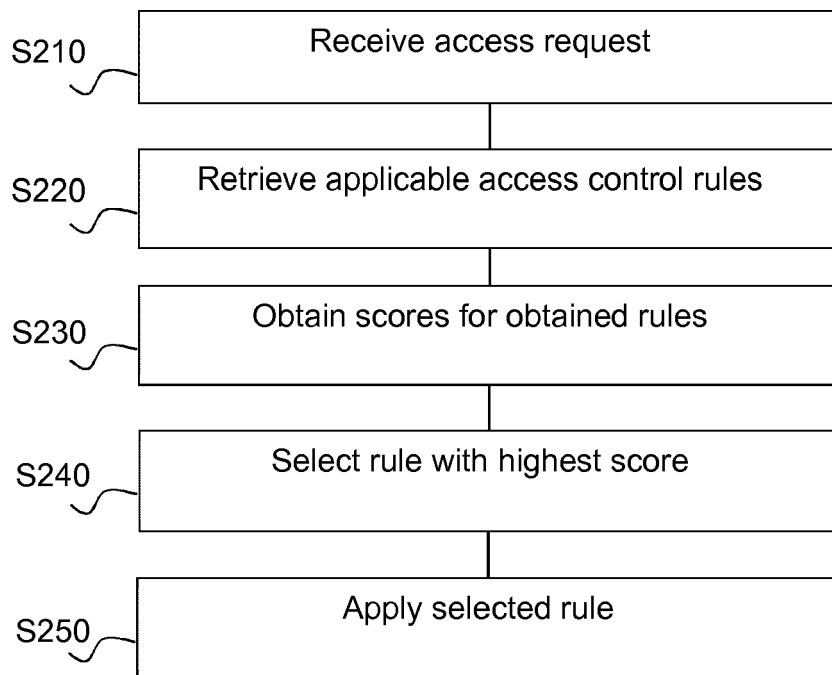 S210
Receive access request
S220
Retrieve applicable access control rules
S230
Obtain scores for obtained rules
S240
Select rule with highest score
S250
Apply selected rule